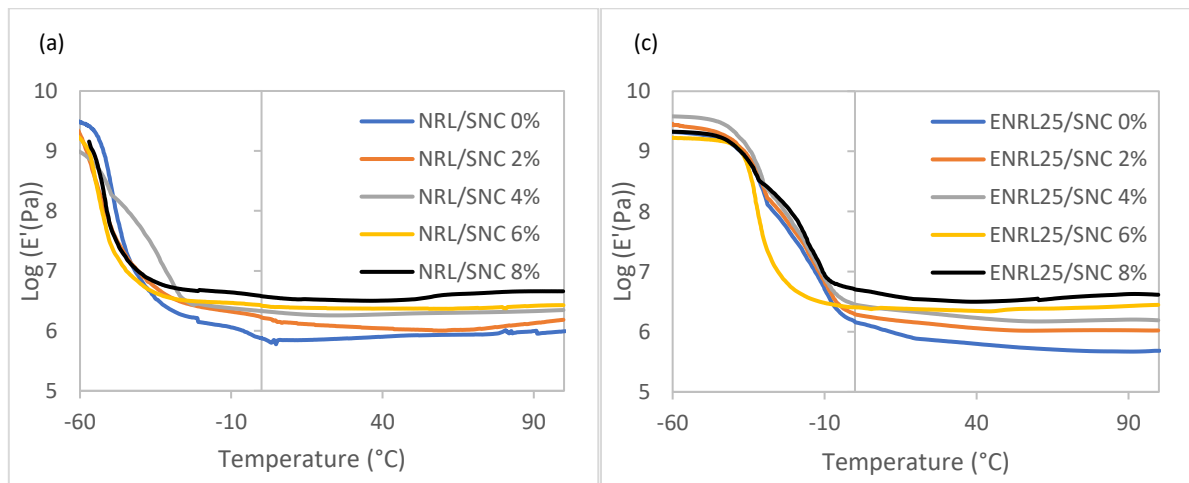 (a)
10
9
8
7
6
5
-60
-10
40
90
Log (E'(Pa))
Temperature (°C)
NRL/SNC 0%
NRL/SNC 2%
NRL/SNC 4%
NRL/SNC 6%
NRL/SNC 8%
(c)
10
9
8
7
6
5
-60
-10
40
90
Log (E'(Pa))
Temperature (°C)
ENRL25/SNC 0%
ENRL25/SNC 2%
ENRL25/SNC 4%
ENRL25/SNC 6%
ENRL25/SNC 8%